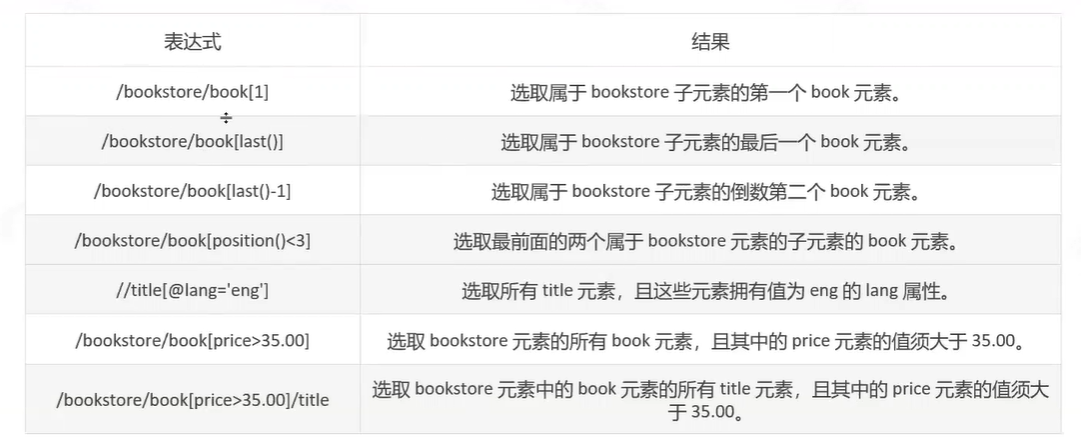 表达式 结果
/bookstore/book[1] 选取属于 bookstore 子元素的第一个 book 元素。
/bookstore/book[last()] 选取属于 bookstore 子元素的最后一个 book 元素。
/bookstore/book[last()-1] 选取属于 bookstore 子元素的倒数第二个 book 元素。
/bookstore/book[position()<3] 选取最前面的两个属于 bookstore 元素的子元素的 book 元素。
//title[@lang='eng'] 选取所有 title 元素，且这些元素拥有值为 eng 的 lang 属性。
/bookstore/book[price>35.00] 选取 bookstore 元素的所有 book 元素，且其中的 price 元素的值须大于 35.00。
/bookstore/book[price>35.00]/title 选取 bookstore 元素中的 book 元素的所有 title 元素，且其中的 price 元素的值须大
于 35.00。